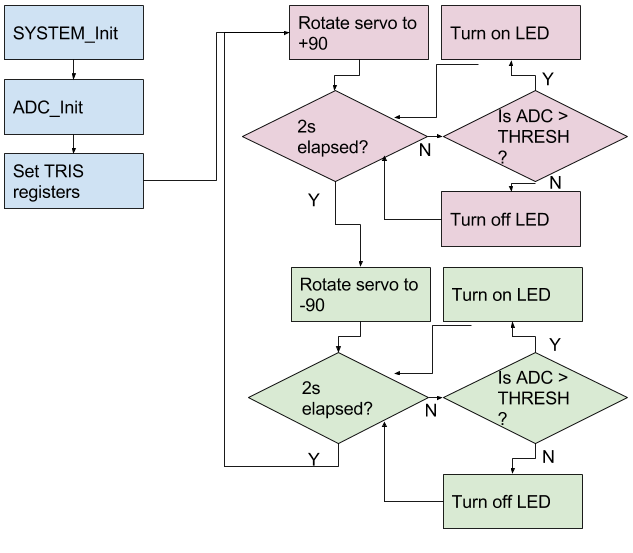 SYSTEM_Init
ADC_Init
Set TRIS
registers
Rotate servo to
+90
Turn on LED
Y
2s
elapsed?
N
Is ADC >
THRESH
?
N
Y
Turn off LED
Rotate servo to
-90
Turn on LED
Y
2s
elapsed?
N
Is ADC >
THRESH
?
Y
N
Turn off LED